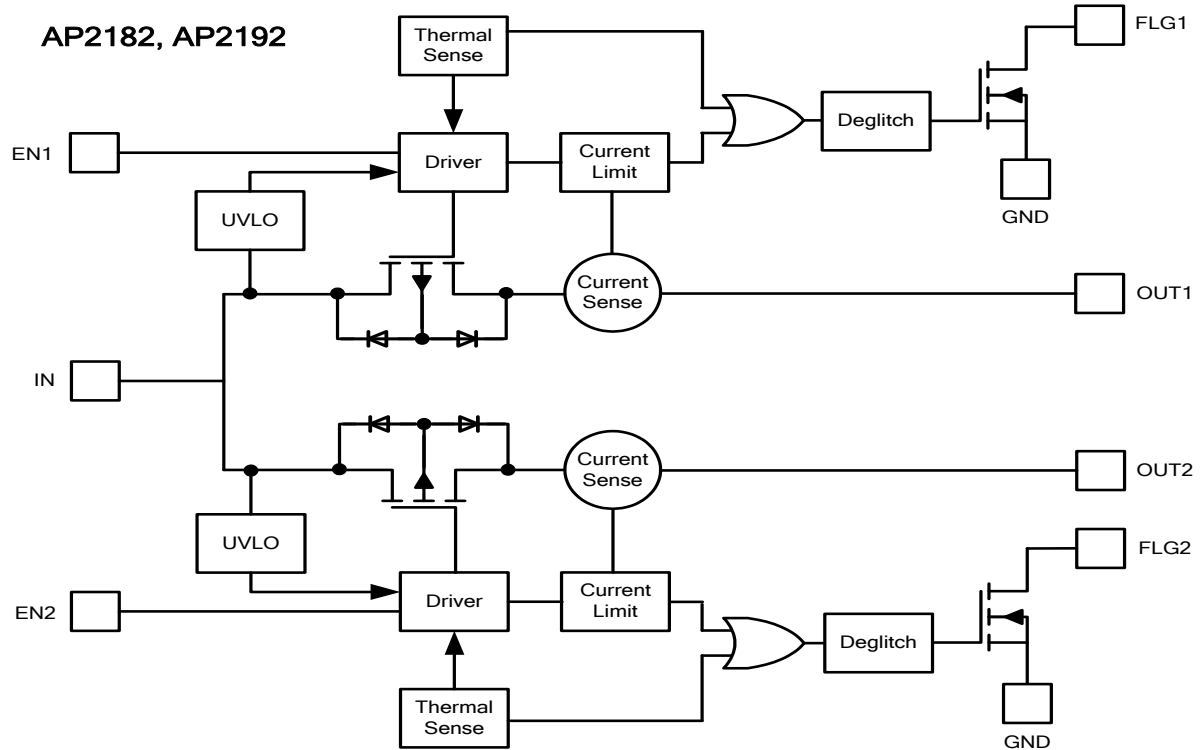 AP2182, AP2192
Thermal
Sense
FLG1
Deglitch
EN1
Driver
Current
Limit
GND
UVLO
Current
Sense
OUT1
IN
Current
Sense
OUT2
UVLO
FLG2
EN2
Driver
Current
Limit
Deglitch
Thermal
Sense
GND